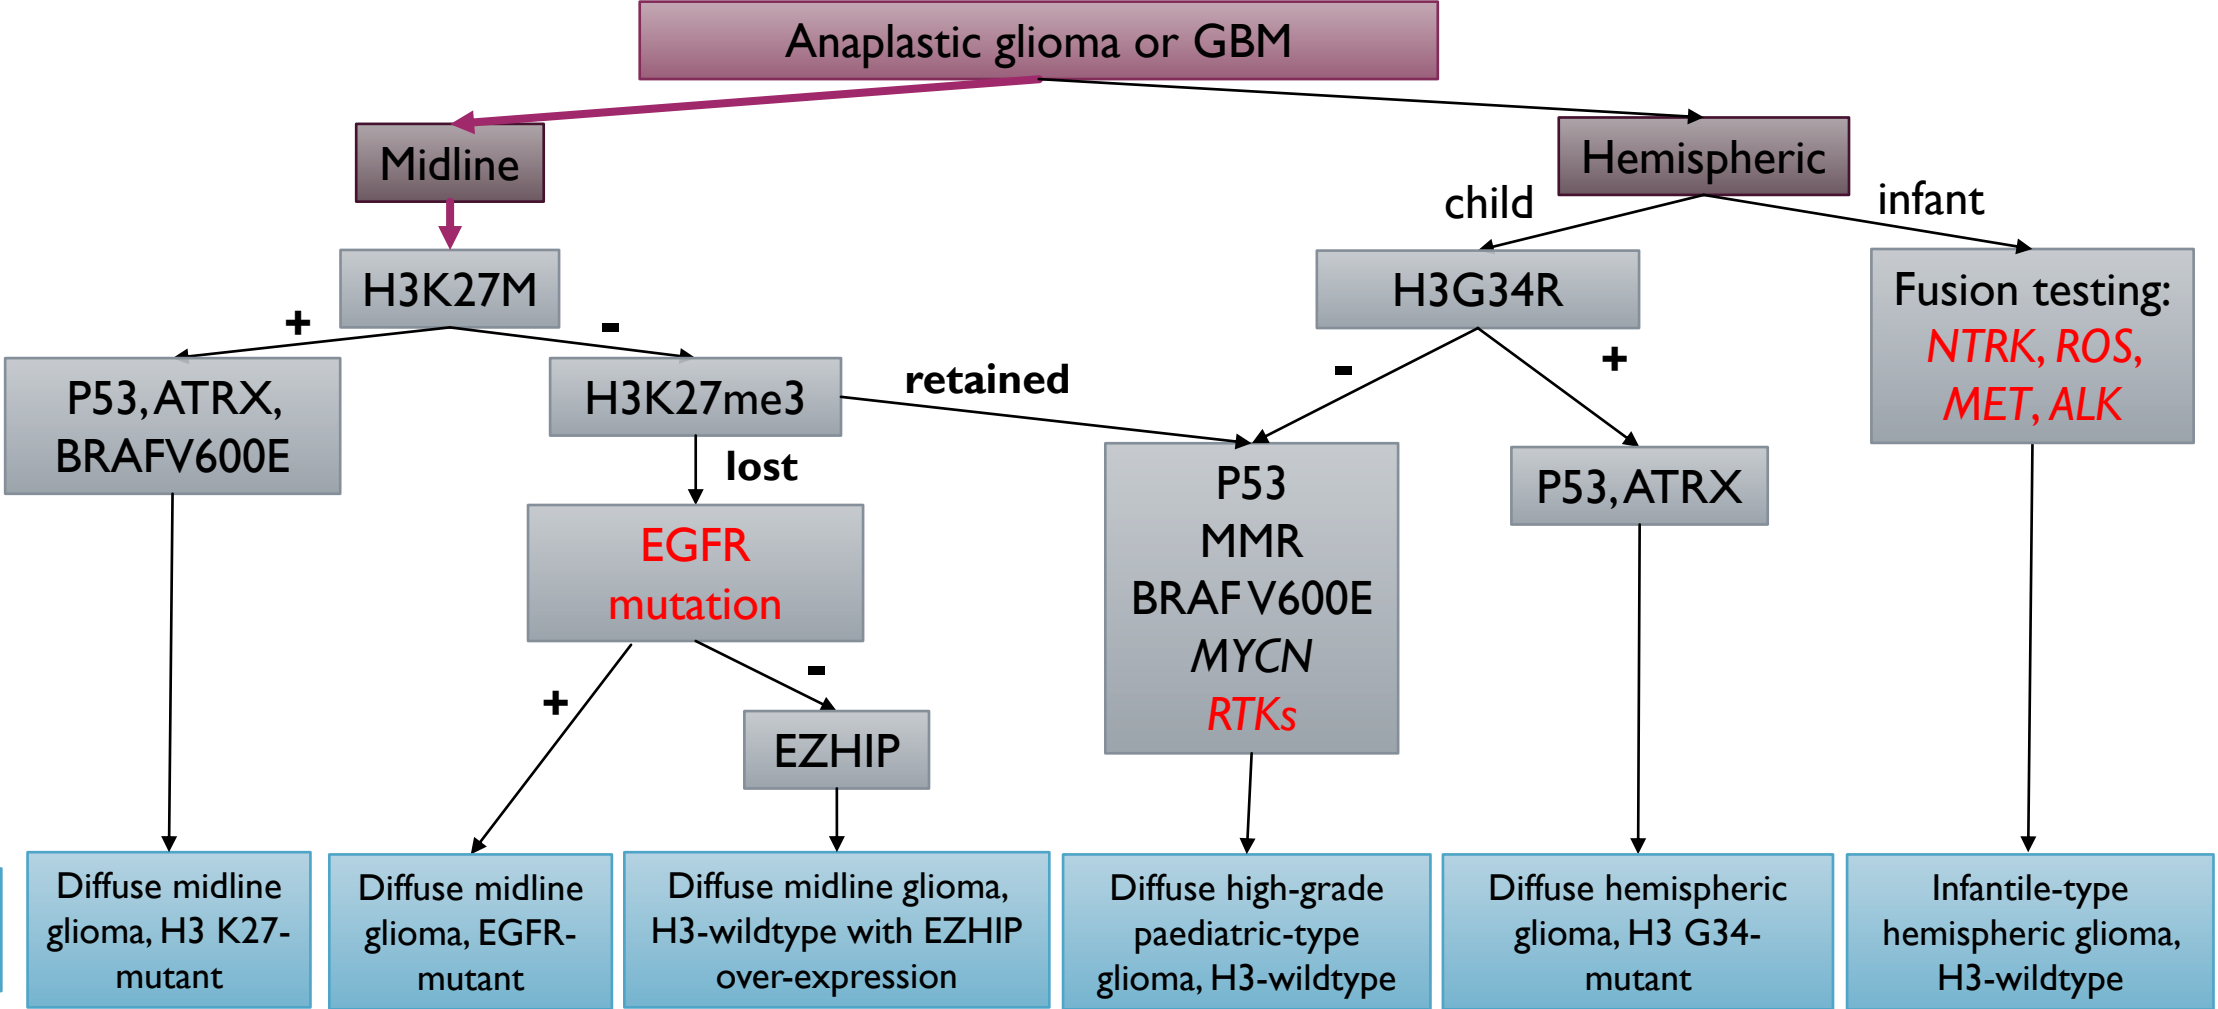 Anaplastic glioma or GBM
Midline
Hemispheric
child
infant
H3K27M
H3G34R
Fusion testing:
NTRK, ROS,
MET, ALK
+
-
-
+
P53, ATRX,
BRAFV600E
H3K27me3
retained
lost
P53
MMR
BRAF V600E
MYCN
RTKs
P53, ATRX
EGFR
mutation
+
-
EZHIP
Diffuse midline
glioma, H3 K27-
mutant
Diffuse midline
glioma, EGFR-
mutant
Diffuse midline glioma,
H3-wildtype with EZHIP
over-expression
Diffuse high-grade
paediatric-type
glioma, H3-wildtype
Diffuse hemispheric
glioma, H3 G34-
mutant
Infantile-type
hemispheric glioma,
H3-wildtype